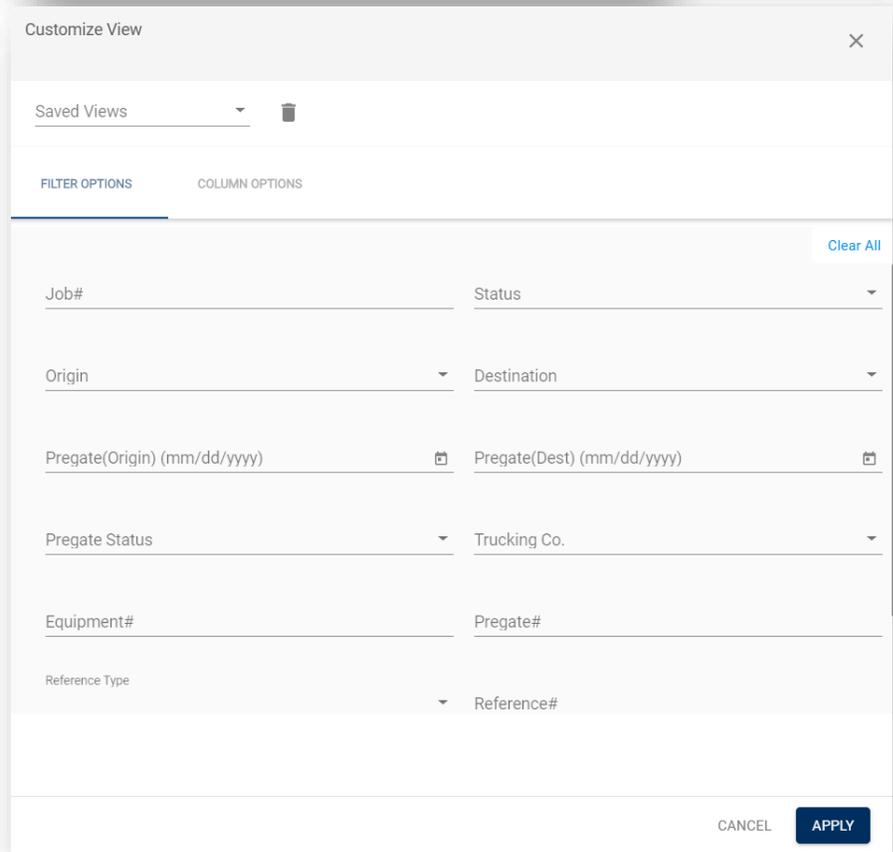 Customize View
Saved Views
FILTER OPTIONS COLUMN OPTIONS
Clear All
Job# Status
Origin Destination
Pregate(Origin) (mm/dd/yyyy) Pregate(Dest) (mm/dd/yyyy)
Pregate Status Trucking Co.
Equipment# Pregate#
Reference Type
Reference#
CANCEL APPLY